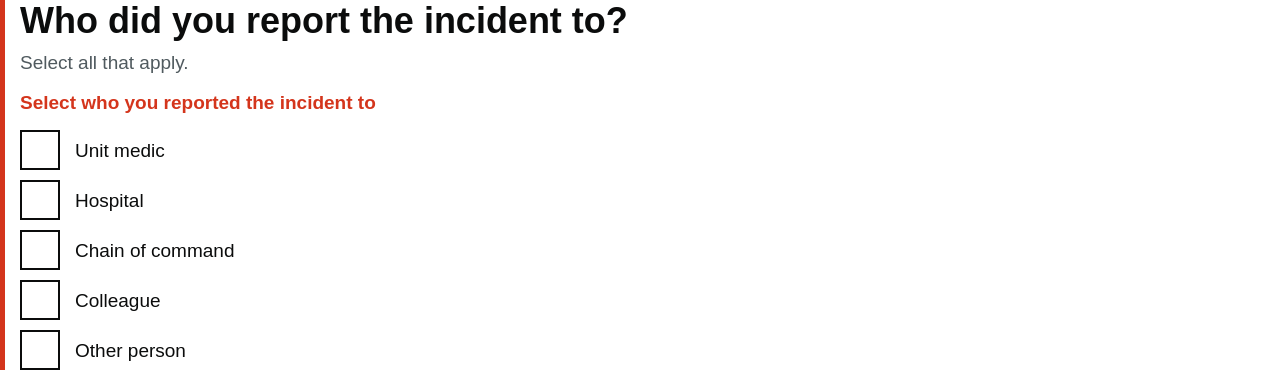 Who did you report the incident to?
Select all that apply.
Select who you reported the incident to
Unit medic
Hospital
Chain of command
Colleague
Other person